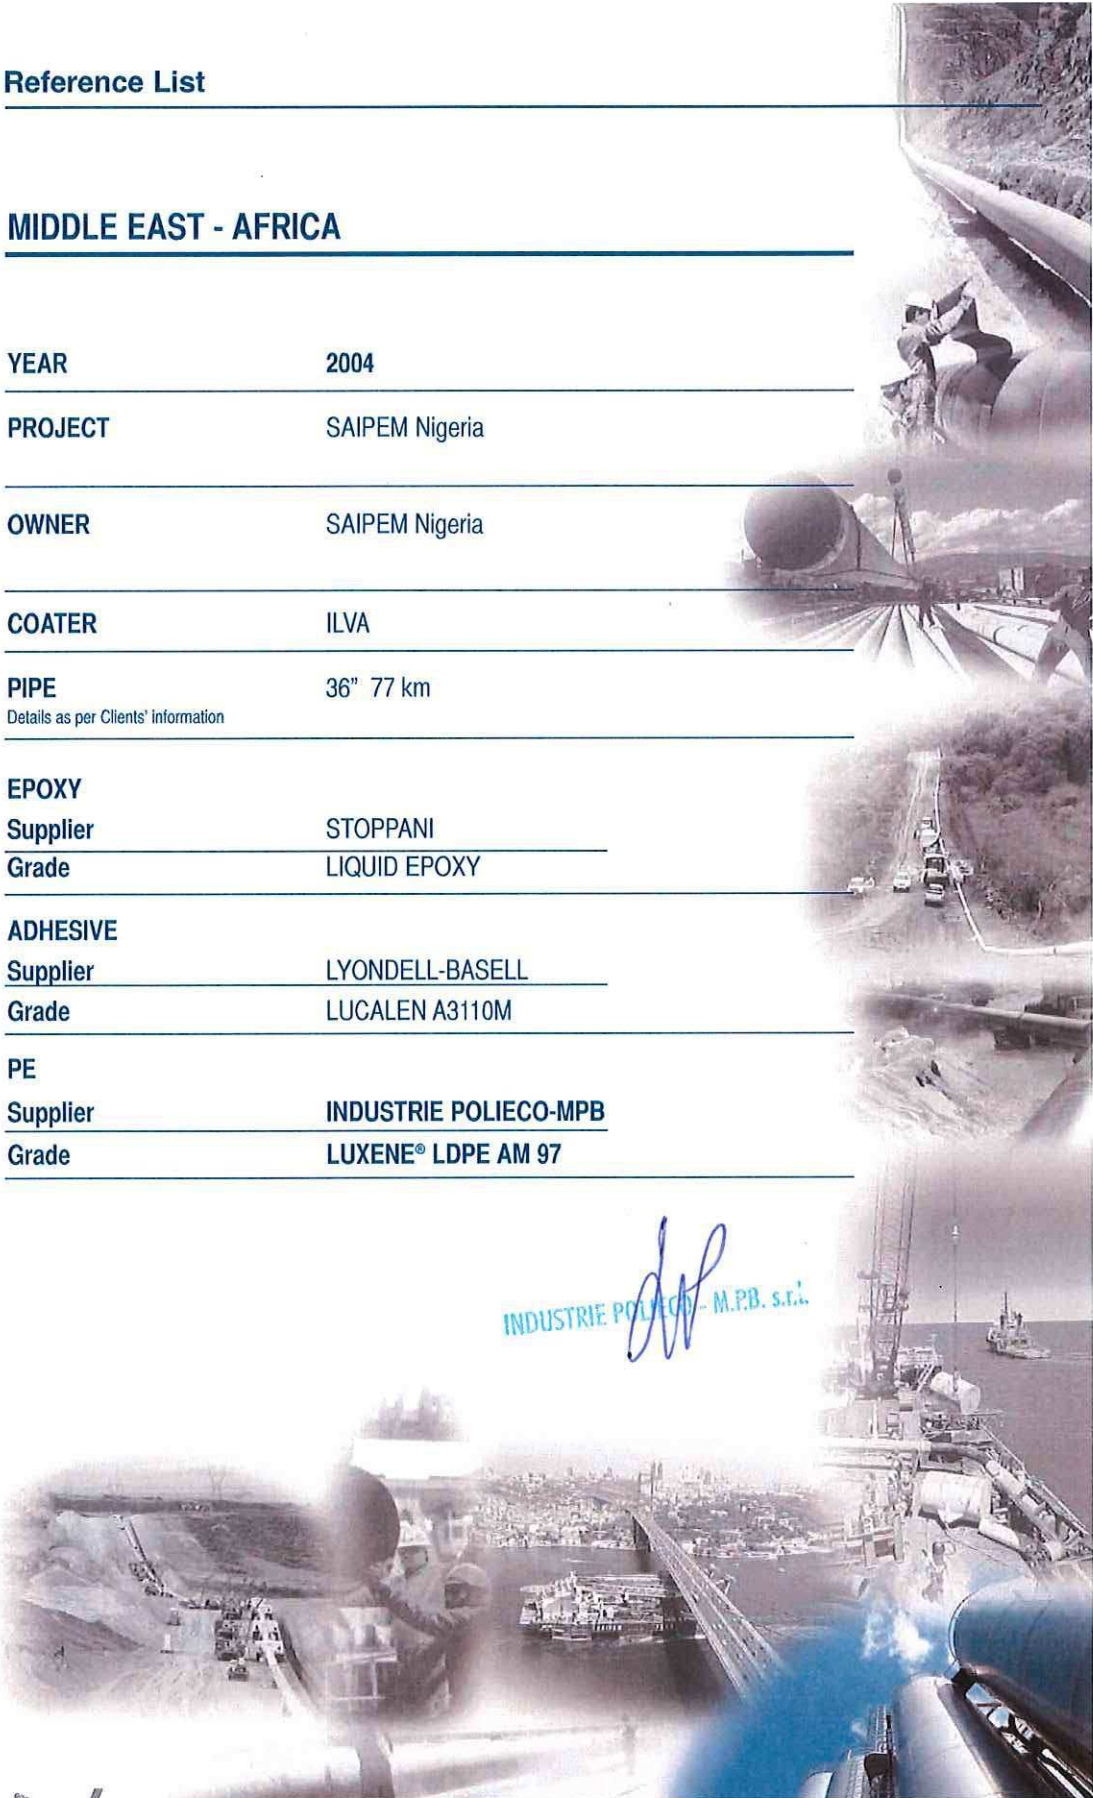 Reference List
MIDDLE EAST - AFRICA
YEAR 2004
PROJECT SAIPEM Nigeria
OWNER SAIPEM Nigeria
COATER ILVA
PIPE 36” 77 km
Details as per Clients' information
EPOXY
Supplier STOPPANI
Grade LIQUID EPOXY
ADHESIVE
Supplier LYONDELL-BASELL
Grade LUCALEN A3110M
PE
Supplier INDUSTRIE POLIECO-MPB
Grade LUXENE® LDPE AM 97
INDUSTRIE POLIECO - M.P.B. s.r.l.